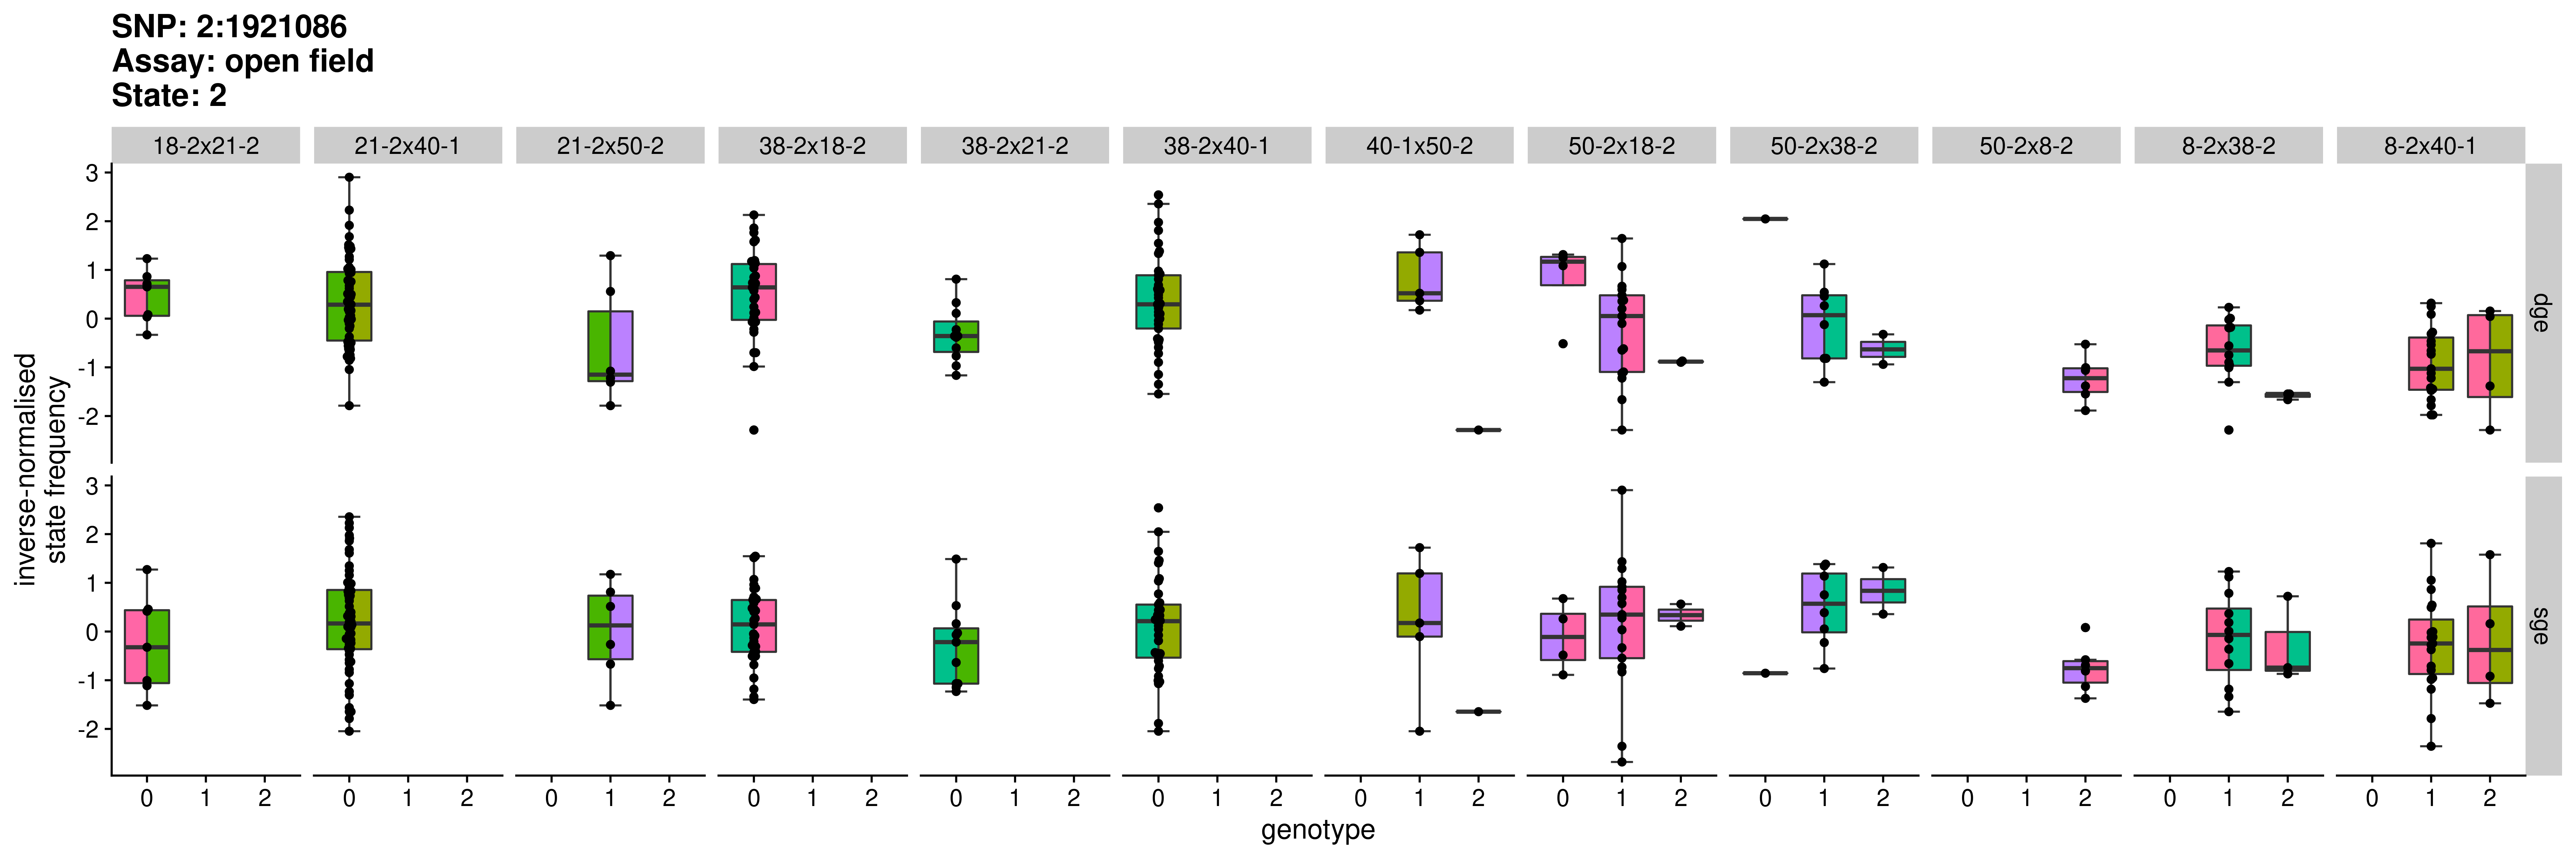 SNP: 2:1921086
Assay: open field
State: 2
18-2x21-2 21-2x40-1 21-2x50-2 38-2x18-2 38-2x21-2 38-2x40-1 40-1x50-2 50-2x18-2 50-2x38-2 50-2x8-2 8-2x38-2 8-2x40-1
3
2
1
0
-1
-2
dge
3
2
1
0
-1
-2
sge
inverse-normalised
state frequency
0 1 2 0 1 2 0 1 2 0 1 2 0 1 2 0 1 2 0 1 2 0 1 2 0 1 2 0 1 2 0 1 2 0 1 2
genotype